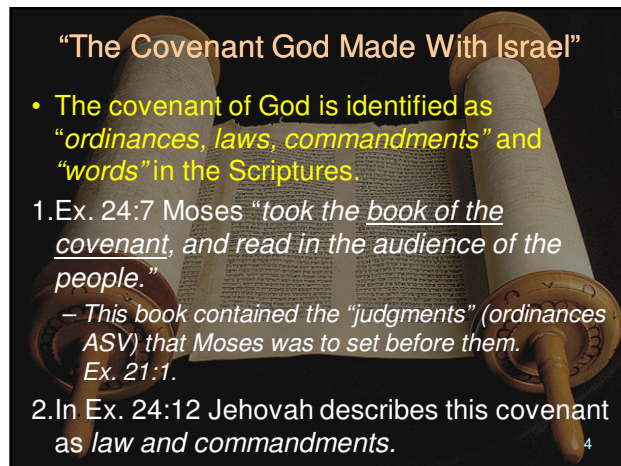 “The Covenant God Made With Israel”
• The covenant of God is identified as
“ordinances, laws, commandments” and
“words” in the Scriptures.
1.Ex. 24:7 Moses “took the book of the
covenant, and read in the audience of the
people.”
– This book contained the “judgments” (ordinances
ASV) that Moses was to set before them.
Ex. 21:1.
2.In Ex. 24:12 Jehovah describes this covenant
as law and commandments.
4